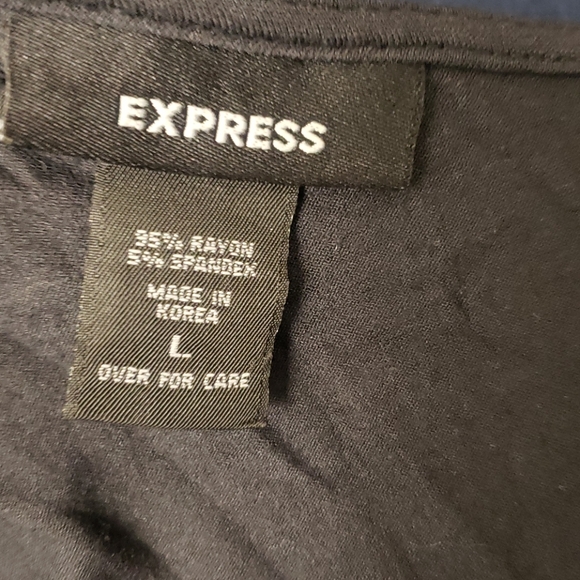 EXPRESS
95% RAYON
5% SPANDEX
MADE IN
KOREA
L
OVER FOR CARE